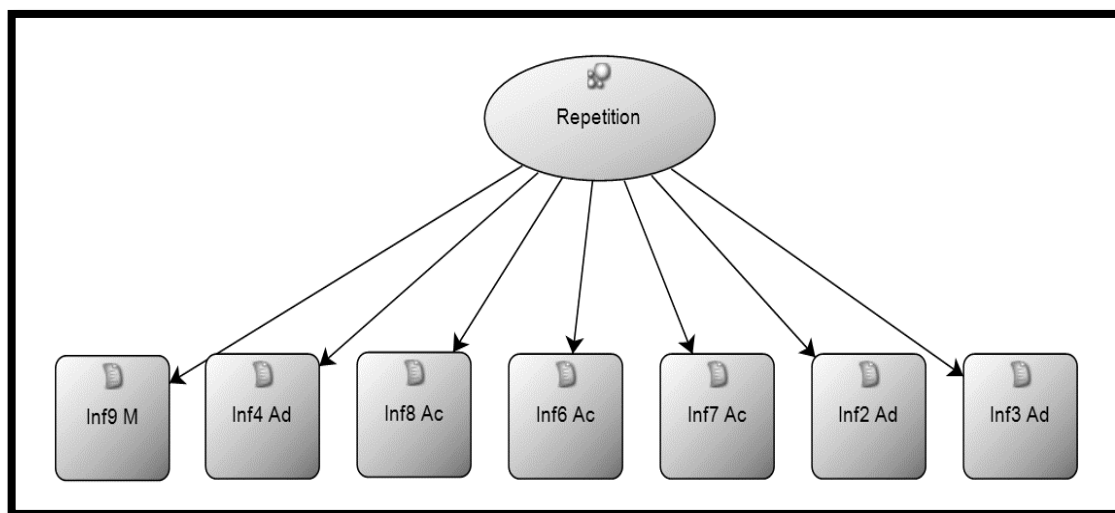 Repetition
Inf9 M
Inf4 Ad
Inf8 Ac
Inf6 Ac
Inf7 Ac
Inf2 Ad
Inf3 Ad